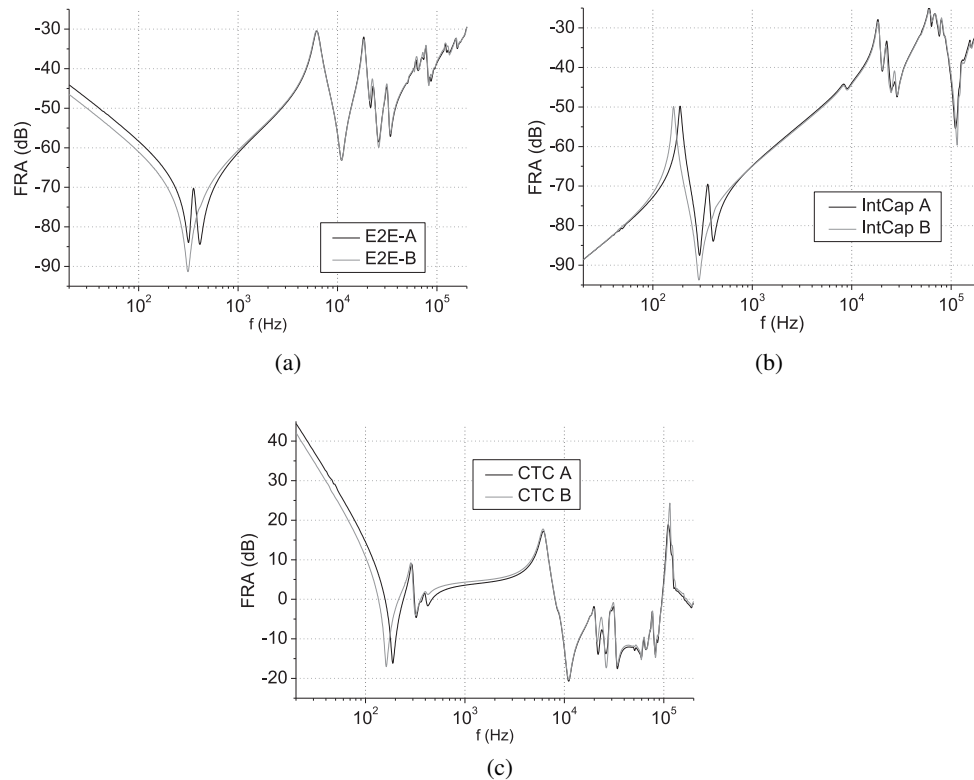 -30
-40
-50
-60
-70
-80
-90
FRA (dB)
E2E-A
E2E-B
10²
10³
10⁴
10⁵
f (Hz)
(a)
-30
-40
-50
-60
-70
-80
-90
FRA (dB)
IntCap A
IntCap B
10²
10³
10⁴
10⁵
f (Hz)
(b)
40
30
20
10
0
-10
-20
FRA (dB)
CTC A
CTC B
10²
10³
10⁴
10⁵
f (Hz)
(c)